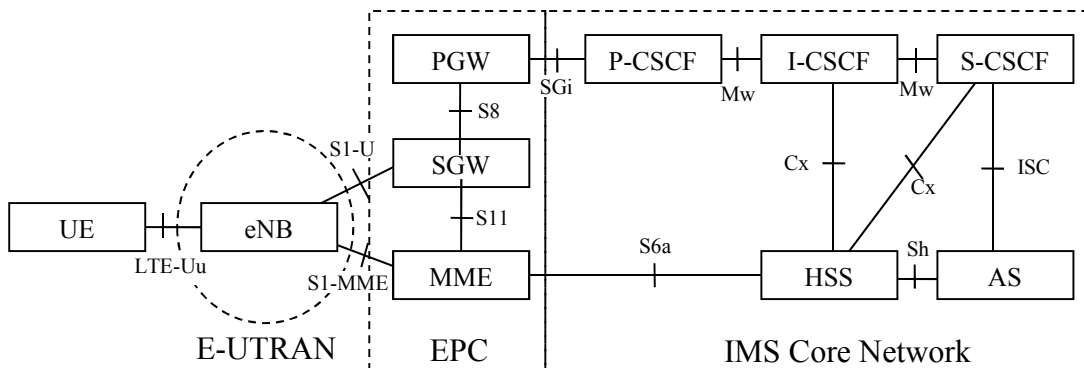 PGW
P-CSCF
I-CSCF
S-CSCF
SGi
Mw
Mw
S8
S1-U
SGW
Cx
Cx
ISC
UE
eNB
S11
LTE-Uu
S1-MME
MME
S6a
HSS
Sh
AS
E-UTRAN
EPC
IMS Core Network